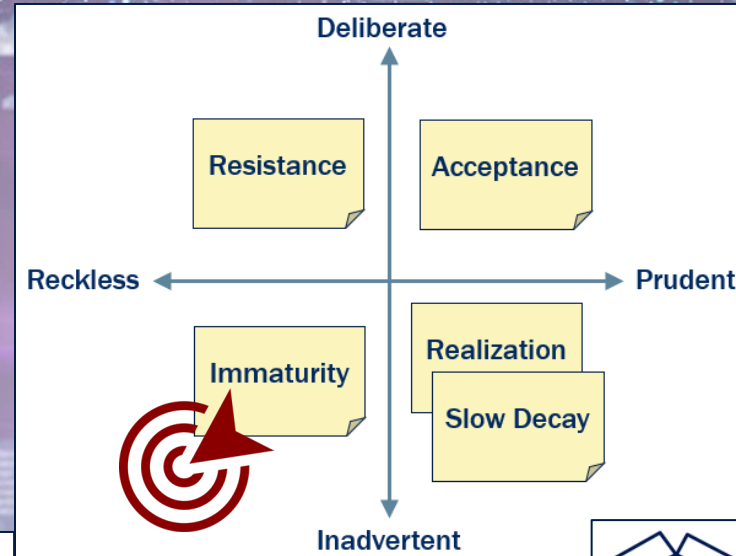 Deliberate
Resistance
Acceptance
Reckless
Prudent
Immaturity
Realization
Slow Decay
Inadvertent